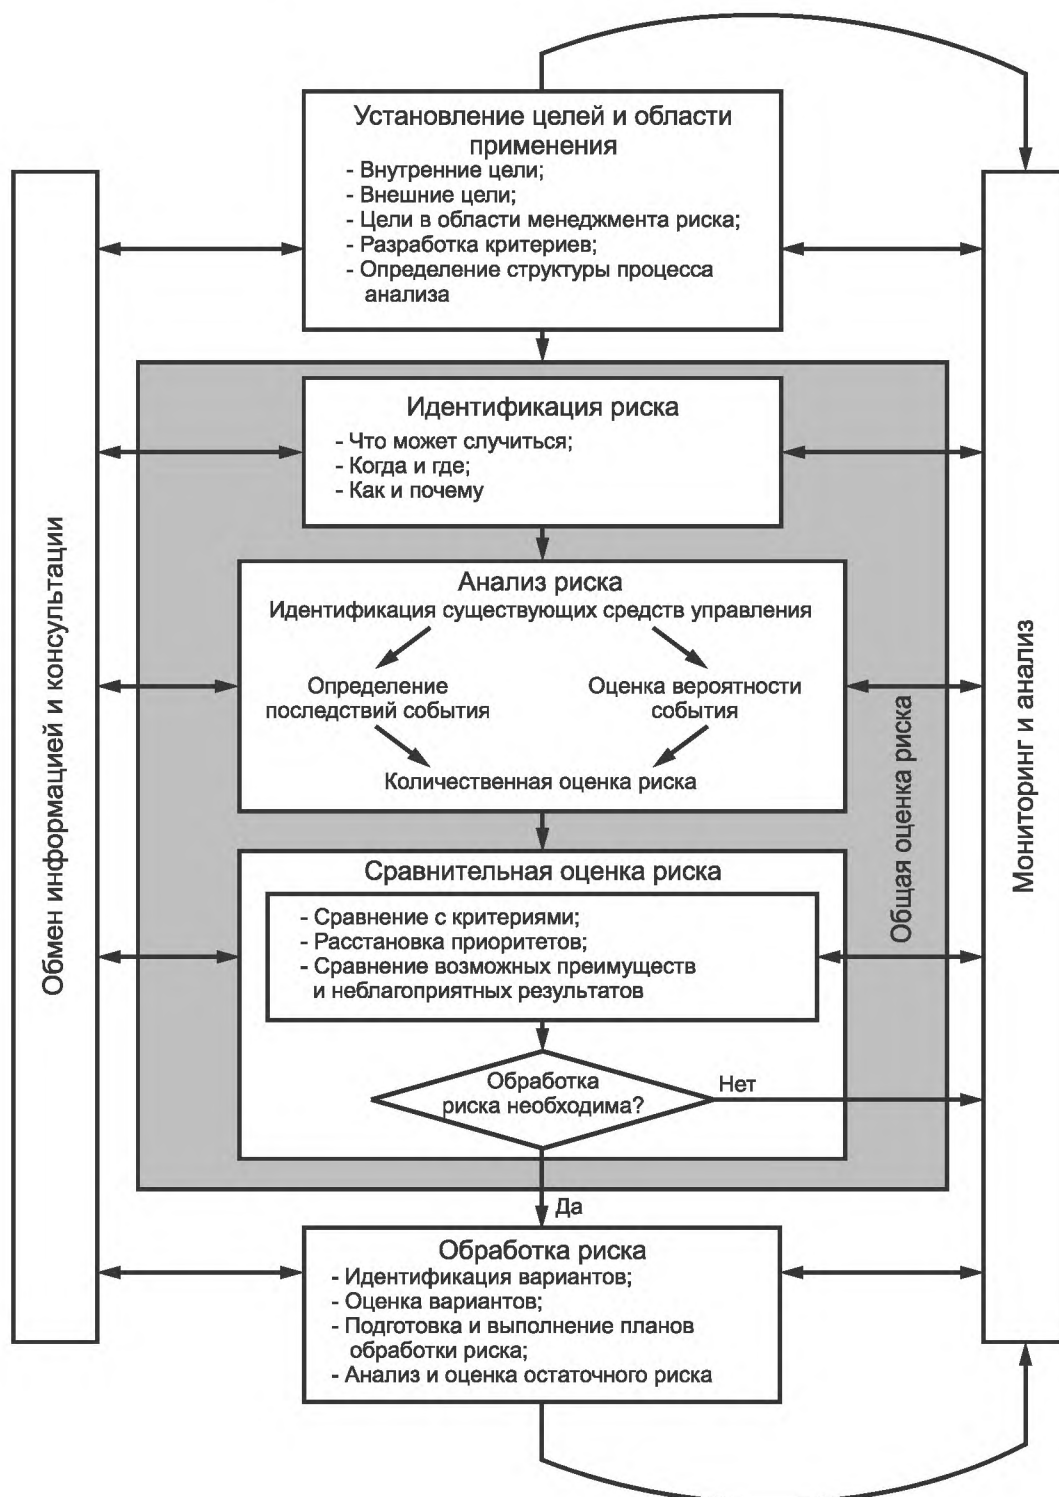 Установление целей и области
применения
- Внутренние цели;
- Внешние цели;
- Цели в области менеджмента риска;
- Разработка критериев;
- Определение структуры процесса
анализа
Обмен информацией и консультации
Мониторинг и анализ
Общая оценка риска
Идентификация риска
- Что может случиться;
- Когда и где;
- Как и почему
Анализ риска
Идентификация существующих средств управления
Определение
последствий события
Оценка вероятности
события
Количественная оценка риска
Сравнительная оценка риска
- Сравнение с критериями;
- Расстановка приоритетов;
- Сравнение возможных преимуществ
и неблагоприятных результатов
Обработка
риска необходима?
Нет
Да
Обработка риска
- Идентификация вариантов;
- Оценка вариантов;
- Подготовка и выполнение планов
обработки риска;
- Анализ и оценка остаточного риска